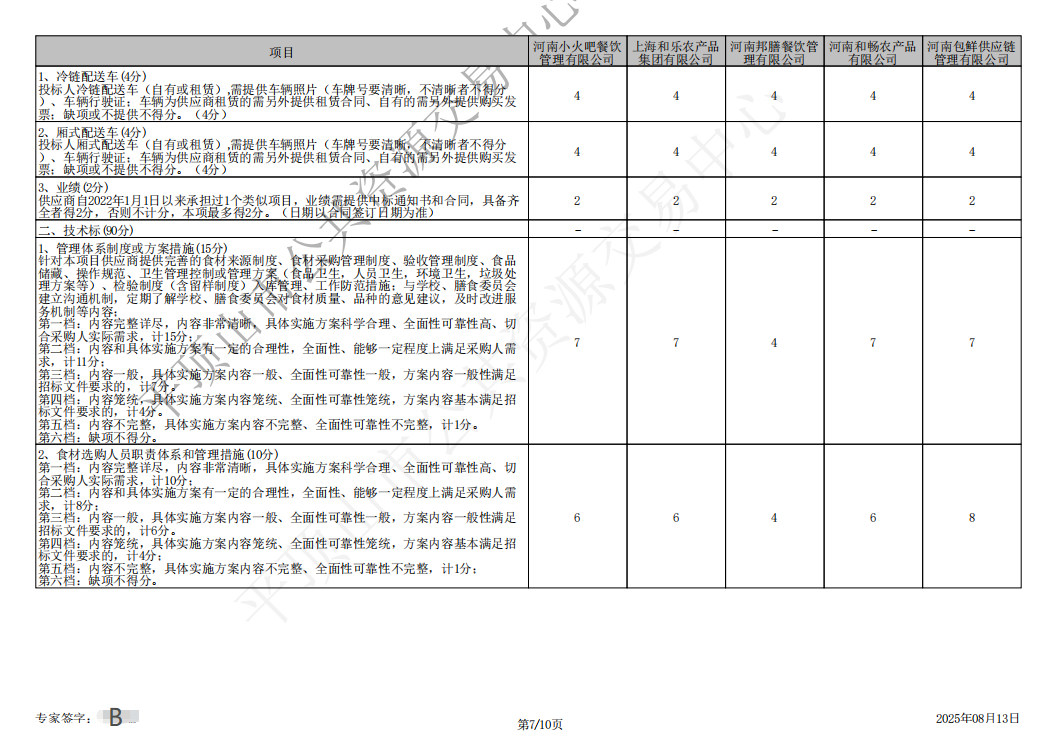 项目
河南小火吧餐饮
管理有限公司
上海和乐农产品
集团有限公司
河南邦膳餐饮管
理有限公司
河南和畅农产品
有限公司
河南包鲜供应链
管理有限公司
1、冷链配送车(4分)
投标人冷链配送车（自有或租赁）,需提供车辆照片（车牌号要清晰，不清晰者不得分
）、车辆行驶证；车辆为供应商租赁的需另外提供租赁合同、自有的需另外提供购买发
票；缺项或不提供不得分。（4分）
4 4 4 4 4
2、厢式配送车(4分)
投标人厢式配送车（自有或租赁）,需提供车辆照片（车牌号要清晰，不清晰者不得分
）、车辆行驶证；车辆为供应商租赁的需另外提供租赁合同、自有的需另外提供购买发
票；缺项或不提供不得分。（4分）
4 4 4 4 4
3、业绩(2分)
供应商自2022年1月1日以来承担过1个类似项目，业绩需提供中标通知书和合同，具备齐
全者得2分，否则不计分，本项最多得2分。（日期以合同签订日期为准）
2 2 2 2 2
二、技术标(90分)
– – – – –
1、管理体系制度或方案措施(15分)
针对本项目供应商提供完善的食材来源制度、食材采购管理制度、验收管理制度、食品
储藏、操作规范、卫生管理控制或管理方案（食品卫生，人员卫生，环境卫生，垃圾处
理方案等）、检验制度（含留样制度）、库管理、工作防范措施；与学校、膳食委员会
建立沟通机制，定期了解学校、膳食委员会对食材质量、品种的意见建议，及时改进服
务机制等内容；
第一档：内容完整详尽，内容非常清晰，具体实施方案科学合理、全面性可靠性高、切
合采购人实际需求，计15分；
第二档：内容和具体实施方案有一定的合理性，全面性、能够一定程度上满足采购人需
求，计11分；
第三档：内容一般，具体实施方案内容一般、全面性可靠性一般，方案内容一般性满足
招标文件要求的，计7分。
第四档：内容笼统，具体实施方案内容笼统、全面性可靠性笼统，方案内容基本满足招
标文件要求的，计4分。
第五档：内容不完整，具体实施方案内容不完整、全面性可靠性不完整，计1分。
第六档：缺项不得分。
7 7 4 7 7
2、食材选购人员职责体系和管理措施(10分)
第一档：内容完整详尽，内容非常清晰，具体实施方案科学合理、全面性可靠性高、切
合采购人实际需求，计10分；
第二档：内容和具体实施方案有一定的合理性，全面性、能够一定程度上满足采购人需
求，计8分；
第三档：内容一般，具体实施方案内容一般、全面性可靠性一般，方案内容一般性满足
招标文件要求的，计6分。
第四档：内容笼统，具体实施方案内容笼统、全面性可靠性笼统，方案内容基本满足招
标文件要求的，计4分；
第五档：内容不完整，具体实施方案内容不完整、全面性可靠性不完整，计1分；
第六档：缺项不得分。
6 6 4 6 8
平顶山市公共资源交易中心
平顶山市公共资源交易中心
专家签字： B
第7/10页
2025年08月13日